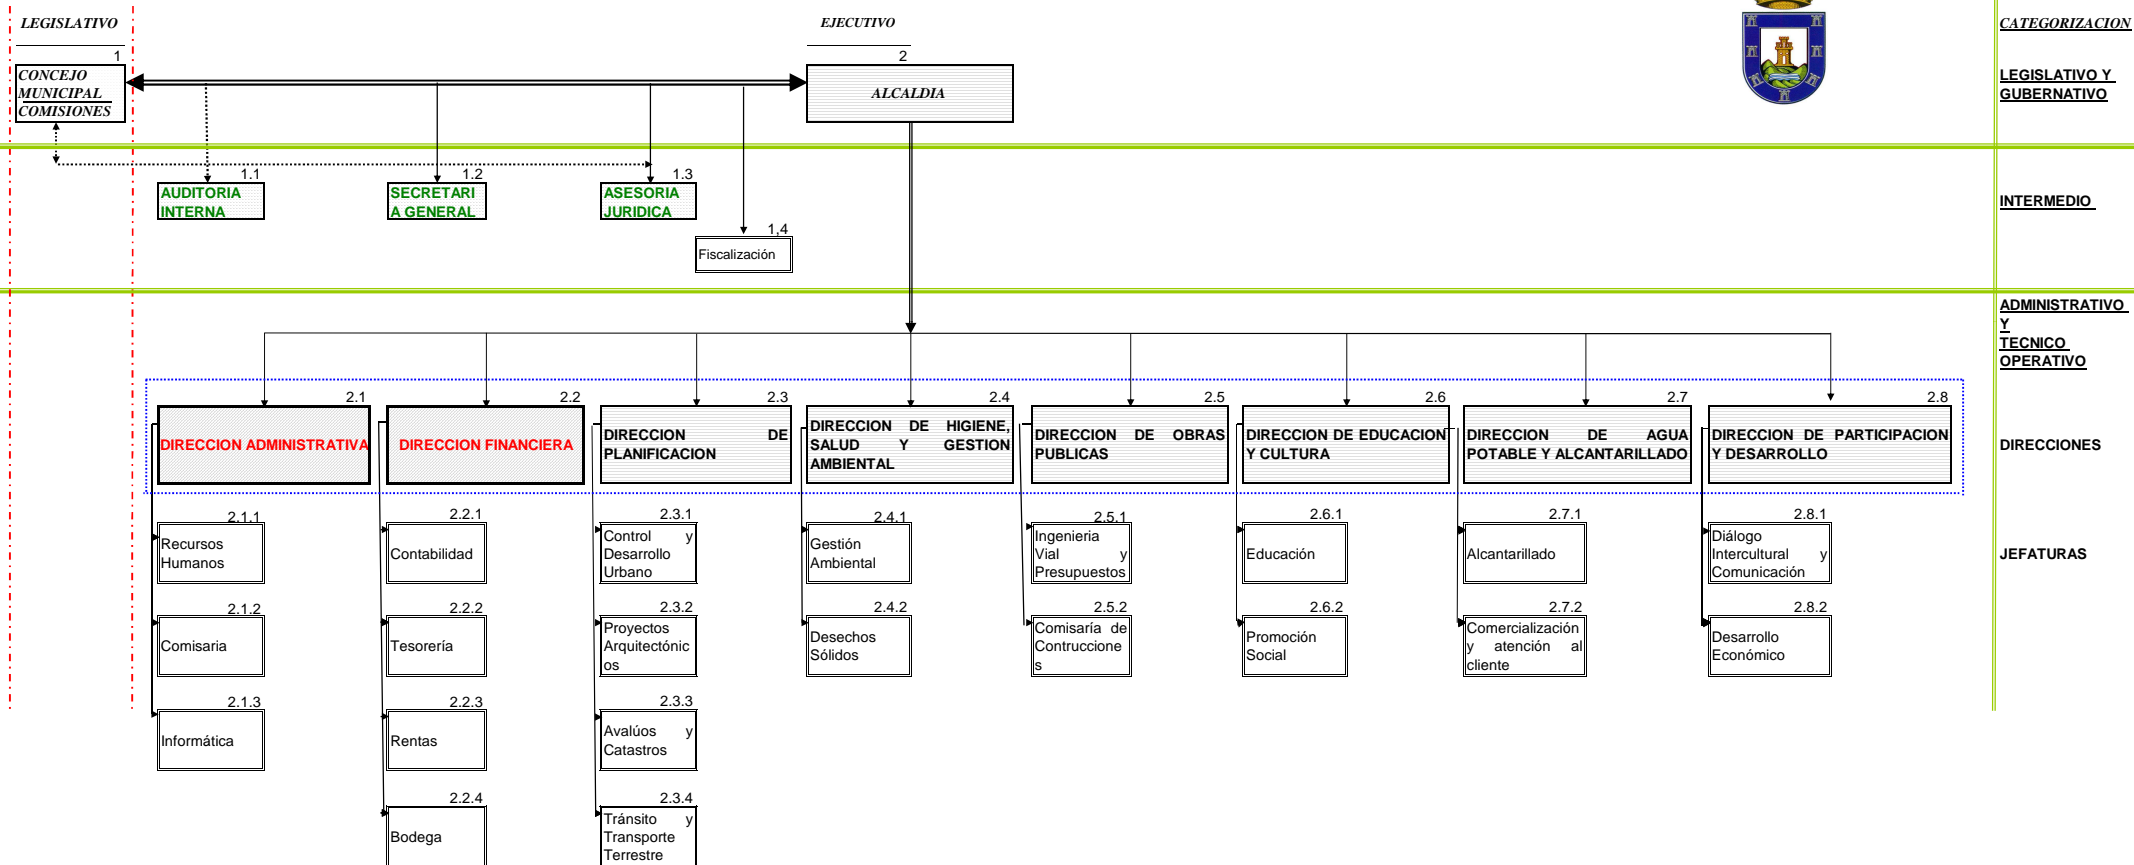 LEGISLATIVO
EJECUTIVO
CATEGORIZACION
1
2
CONCEJO
MUNICIPAL
COMISIONES
ALCALDIA
LEGISLATIVO Y
GUBERNATIVO
1.1
1.2
1.3
AUDITORIA
INTERNA
SECRETARI
A GENERAL
ASESORIA
JURIDICA
INTERMEDIO
1,4
Fiscalización
ADMINISTRATIVO
Y
TECNICO
OPERATIVO
2.1
2.2
2.3
2.4
2.5
2.6
2.7
2.8
DIRECCION ADMINISTRATIVA
DIRECCION FINANCIERA
DIRECCION DE
PLANIFICACION
DIRECCION DE HIGIENE,
SALUD Y GESTION
AMBIENTAL
DIRECCION DE OBRAS
PUBLICAS
DIRECCION DE EDUCACION
Y CULTURA
DIRECCION DE AGUA
POTABLE Y ALCANTARILLADO
DIRECCION DE PARTICIPACION
Y DESARROLLO
DIRECCIONES
2.1.1
Recursos
Humanos
2.2.1
Contabilidad
2.3.1
Control y
Desarrollo
Urbano
2.4.1
Gestión
Ambiental
2.5.1
Ingenieria
Vial y
Presupuestos
2.6.1
Educación
2.7.1
Alcantarillado
2.8.1
Diálogo
Intercultural y
Comunicación
JEFATURAS
2.1.2
Comisaria
2.2.2
Tesorería
2.3.2
Proyectos
Arquitectónic
os
2.4.2
Desechos
Sólidos
2.5.2
Comisaría de
Contruccione
s
2.6.2
Promoción
Social
2.7.2
Comercialización
y atención al
cliente
2.8.2
Desarrollo
Económico
2.1.3
Informática
2.2.3
Rentas
2.3.3
Avalúos y
Catastros
2.2.4
Bodega
2.3.4
Tránsito y
Transporte
Terrestre